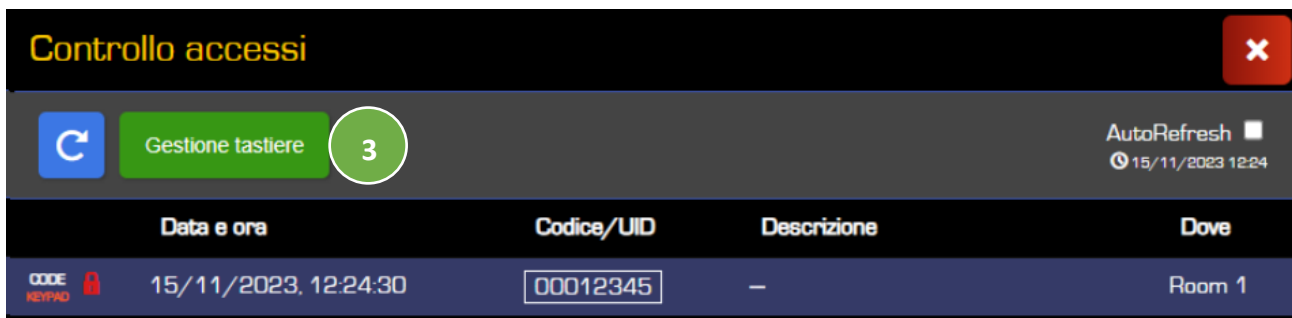 Controllo accessi
Gestione tastiere
3
AutoRefresh
15/11/2023 12:24
Data e ora Codice/UID Descrizione Dove
CODE
KEYPAD
15/11/2023, 12:24:30 00012345 – Room 1